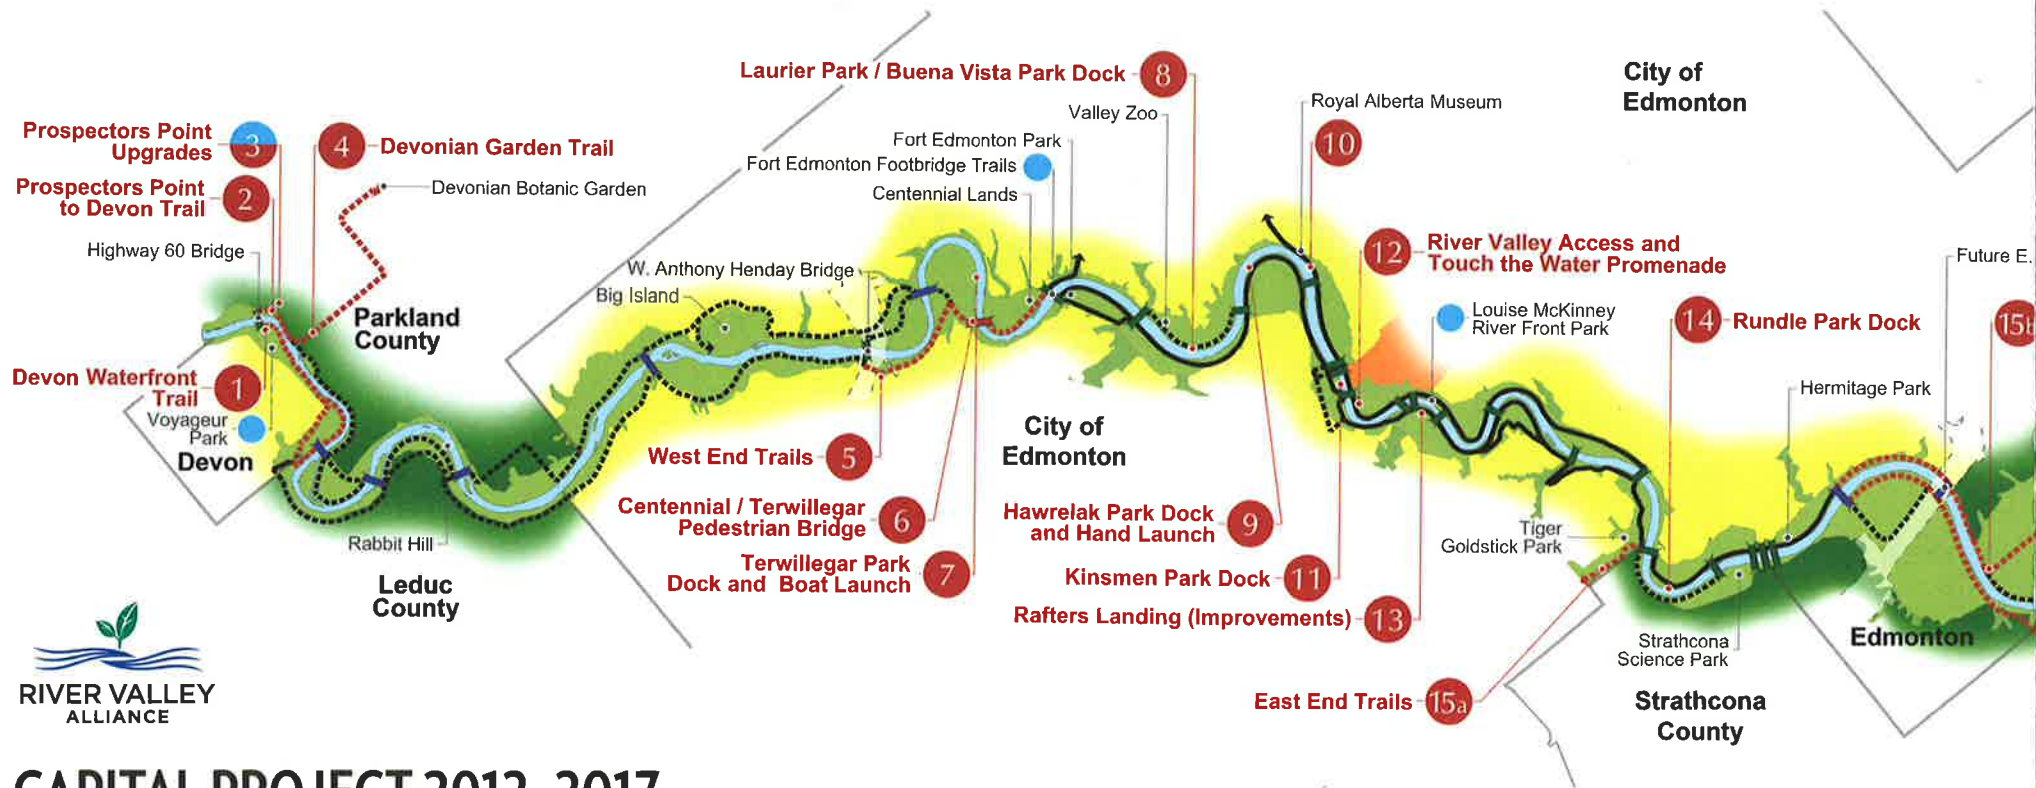 Laurier Park / Buena Vista Park Dock
8
City of
Edmonton
Royal Alberta Museum
10
Valley Zoo
Fort Edmonton Park
Fort Edmonton Footbridge Trails
Centennial Lands
Prospectors Point
Upgrades
3
4
Devonian Garden Trail
Prospectors Point
to Devon Trail
2
Devonian Botanic Garden
Highway 60 Bridge
W. Anthony Henday Bridge
Big Island
12
River Valley Access and
Touch the Water Promenade
Future E.
Parkland
County
Louise McKinney
River Front Park
14
Rundle Park Dock
Devon Waterfront
Trail
1
Voyageur
Park
Devon
Hermitage Park
City of
Edmonton
West End Trails
5
Centennial / Terwillegar
Pedestrian Bridge
6
Hawrelak Park Dock
and Hand Launch
9
Tiger
Goldstick Park
Rabbit Hill
Terwillegar Park
Dock and Boat Launch
7
Kinsmen Park Dock
11
Leduc
County
Rafters Landing (Improvements)
13
Strathcona
Science Park
Edmonton
East End Trails
15a
Strathcona
County
RIVER VALLEY
ALLIANCE
CAPITAL PROJECT 2013-2017